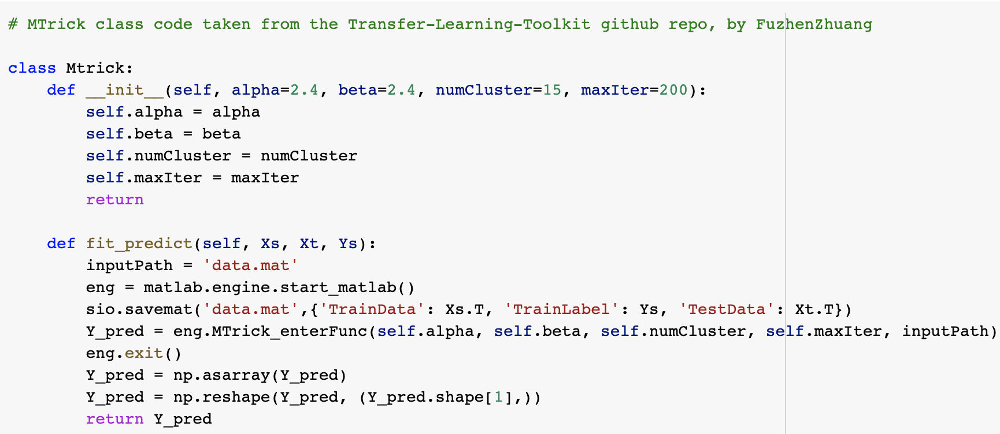 # MTrick class code taken from the Transfer-Learning-Toolkit github repo, by FuzhenZhuang
class Mtrick:
    def __init__(self, alpha=2.4, beta=2.4, numCluster=15, maxIter=200):
        self.alpha = alpha
        self.beta = beta
        self.numCluster = numCluster
        self.maxIter = maxIter
        return
    def fit_predict(self, Xs, Xt, Ys):
        inputPath = 'data.mat'
        eng = matlab.engine.start_matlab()
        sio.savemat('data.mat',{'TrainData': Xs.T, 'TrainLabel': Ys, 'TestData': Xt.T})
        Y_pred = eng.MTrick_enterFunc(self.alpha, self.beta, self.numCluster, self.maxIter, inputPath)
        eng.exit()
        Y_pred = np.asarray(Y_pred)
        Y_pred = np.reshape(Y_pred, (Y_pred.shape[1],))
        return Y_pred